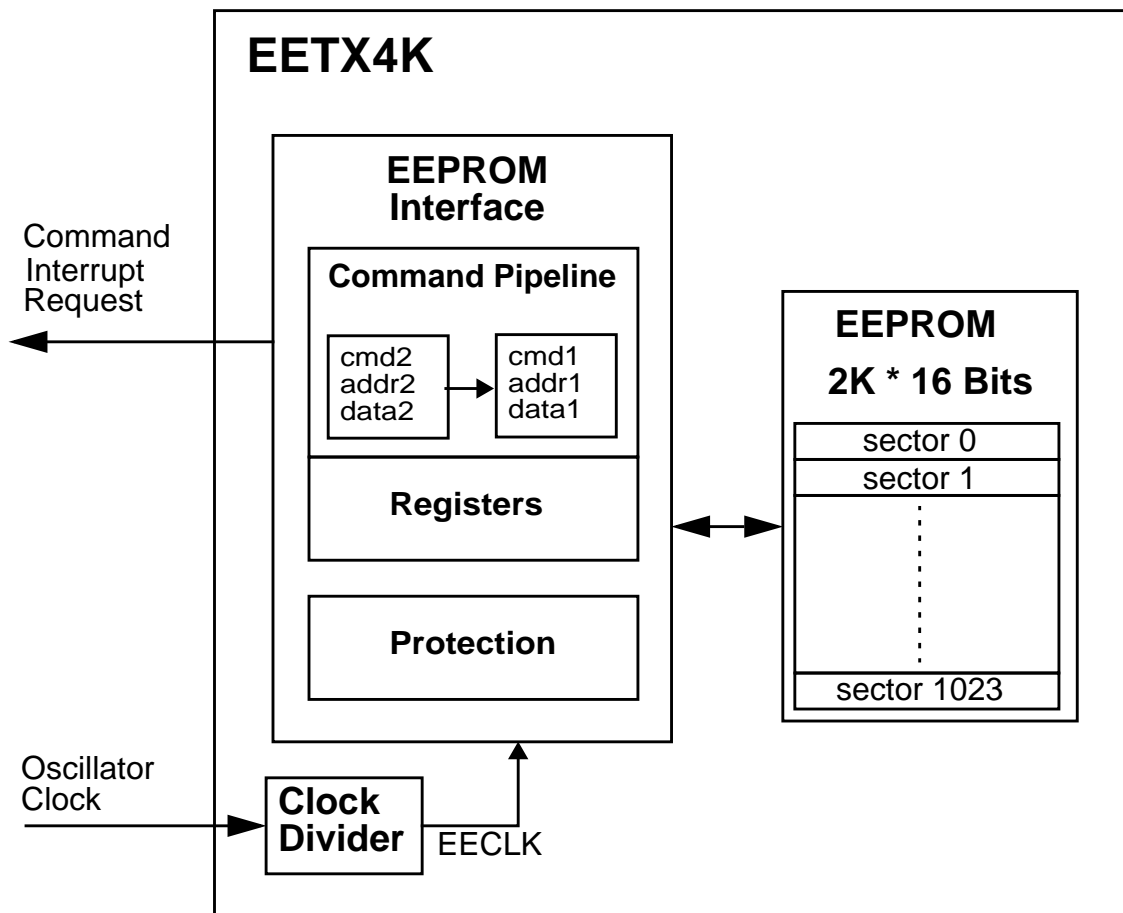 EETX4K
EEPROM
Interface
Command
Interrupt
Request
Command Pipeline
cmd2
addr2
data2
cmd1
addr1
data1
Registers
Protection
EEPROM
2K * 16 Bits
sector 0
sector 1
sector 1023
Oscillator
Clock
Clock
Divider
EECLK